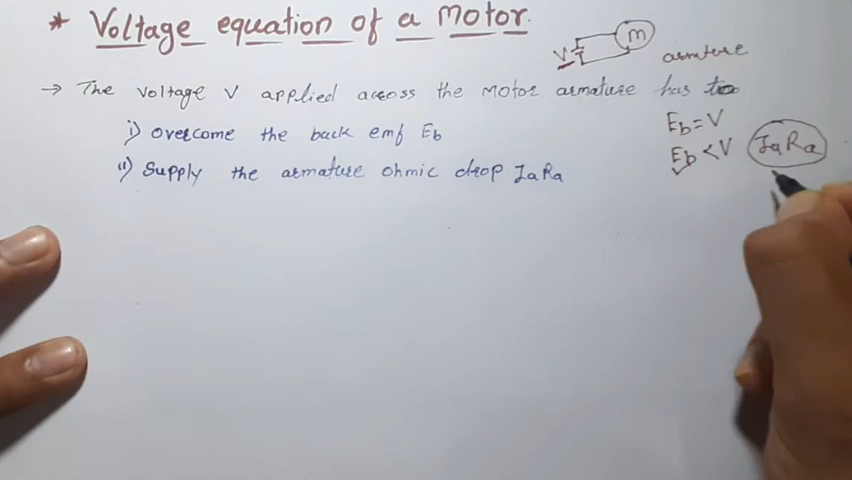 * Voltage equation of a Motor.
V M
armture
→ The voltage V applied across the Motor armature has to
i) overcome the back emf Eb
ii) Supply the armature ohmic drop IaRa
Eb = V
Eb < V IaRa